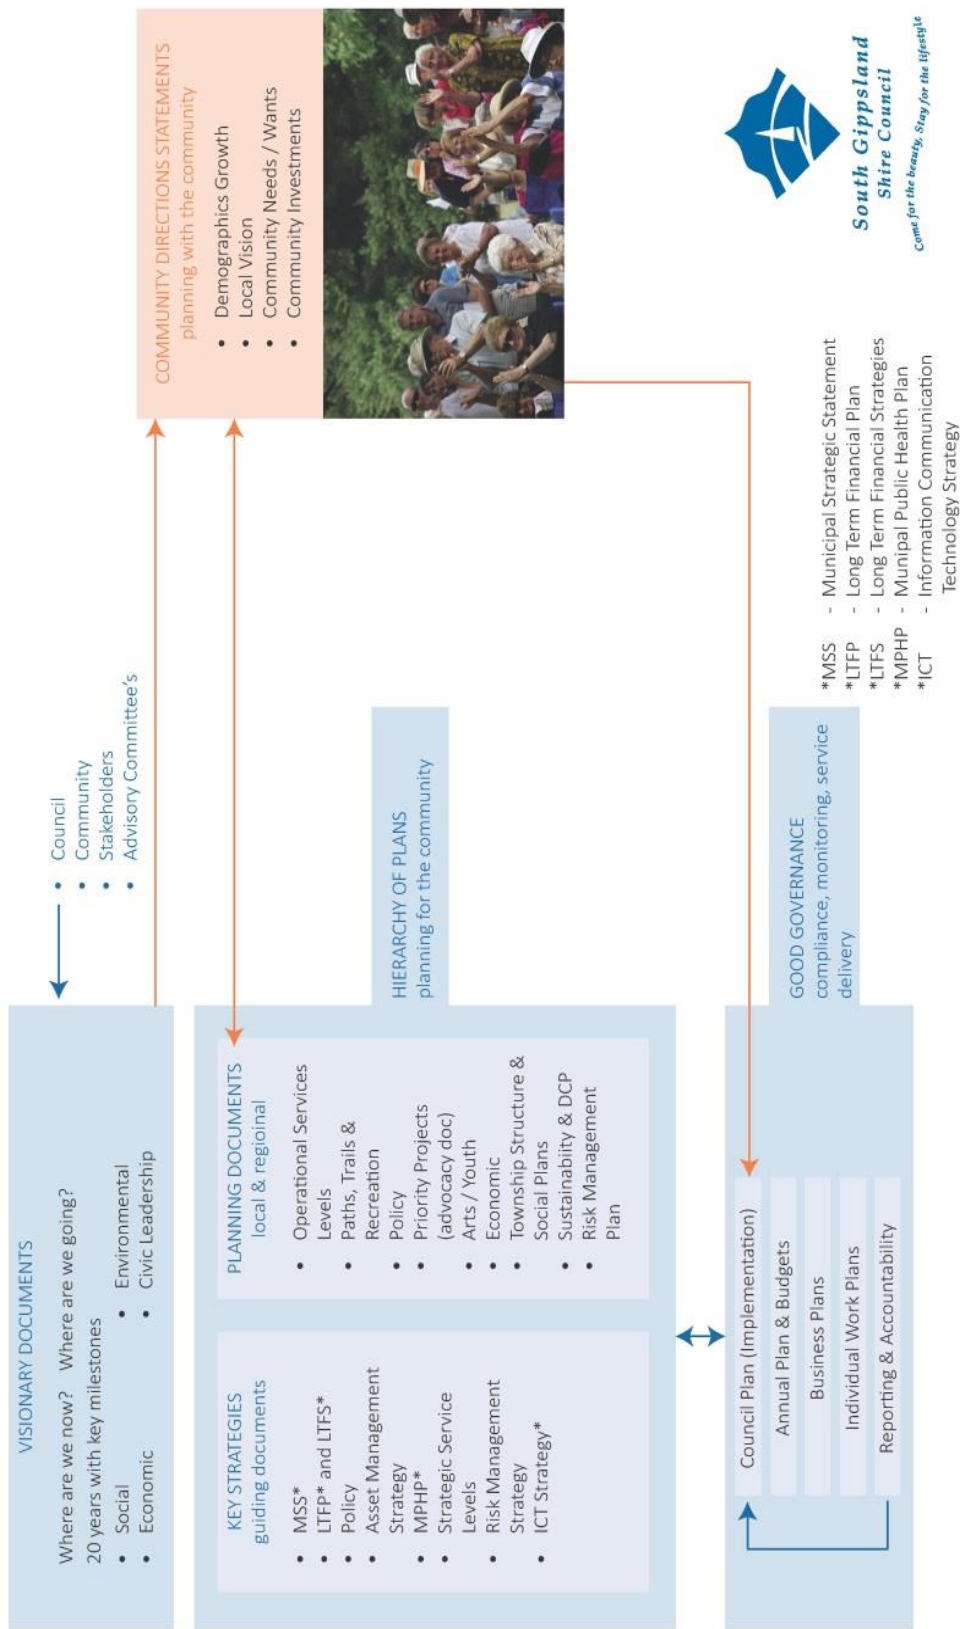 VISIONARY DOCUMENTS
Where are we now? Where are we going?
20 years with key milestones
• Social
• Economic
• Environmental
• Civic Leadership
• Council
• Community
• Stakeholders
• Advisory Committee's
COMMUNITY DIRECTIONS STATEMENTS
planning with the community
• Demographics Growth
• Local Vision
• Community Needs / Wants
• Community Investments
KEY STRATEGIES
guiding documents
• MSS*
• LTFP* and LTFS*
• Policy
• Asset Management
Strategy
• MPHP*
• Strategic Service
Levels
• Risk Management
Strategy
• ICT Strategy*
PLANNING DOCUMENTS
local & regioinal
• Operational Services
Levels
• Paths, Trails &
Recreation
• Policy
• Priority Projects
(advocacy doc)
• Arts / Youth
• Economic
• Township Structure &
Social Plans
• Sustainabiity & DCP
• Risk Management
Plan
HIERARCHY OF PLANS
planning for the community
Council Plan (Implementation)
Annual Plan & Budgets
Business Plans
Individual Work Plans
Reporting & Accountability
GOOD GOVERNANCE
compliance, monitoring, service
delivery
*MSS - Municipal Strategic Statement
*LTFP - Long Term Financial Plan
*LTFS - Long Term Financial Strategies
*MPHP - Munipal Public Health Plan
*ICT - Information Communication
Technology Strategy
South Gippsland
Shire Council
Come for the beauty, Stay for the lifestyle